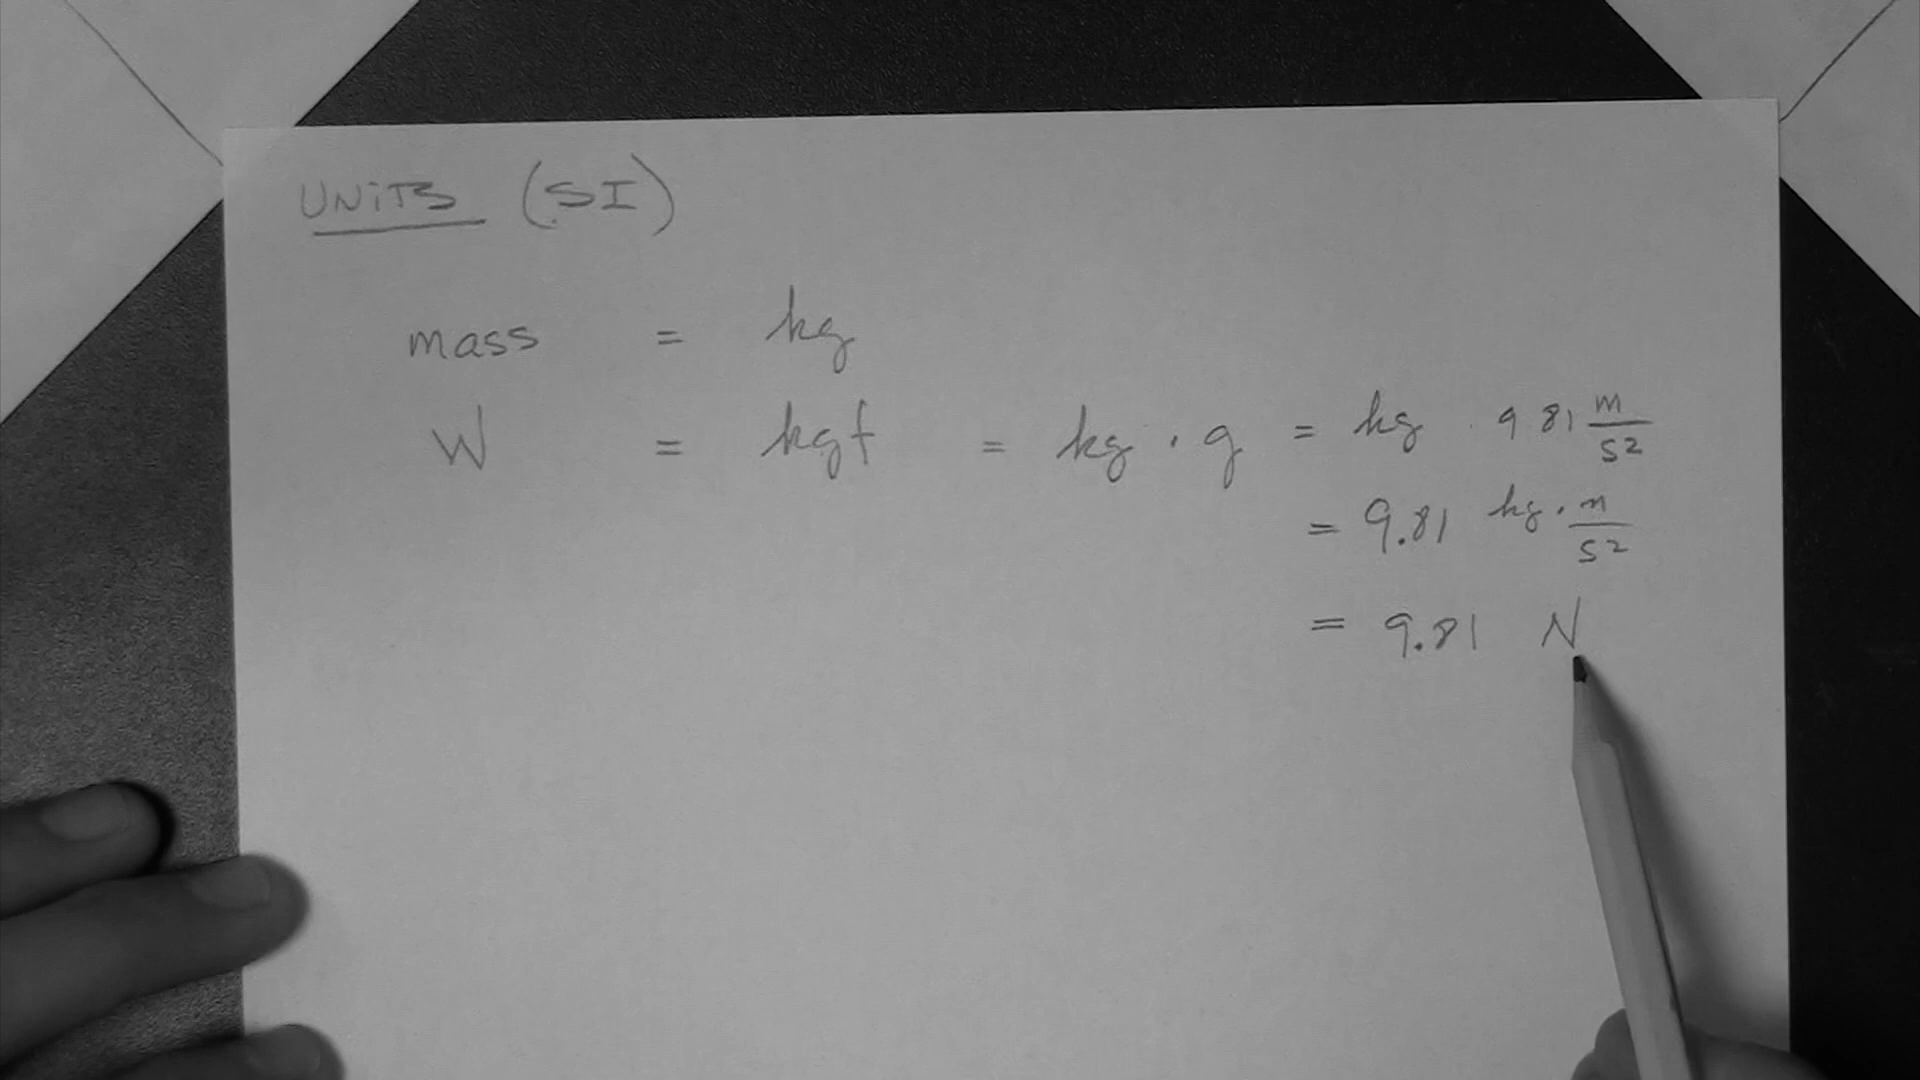 UNITS (SI)
mass = kg
W = kgf = kg · g = kg · 9.81 m/s²
= 9.81 kg · m/s²
= 9.81 N